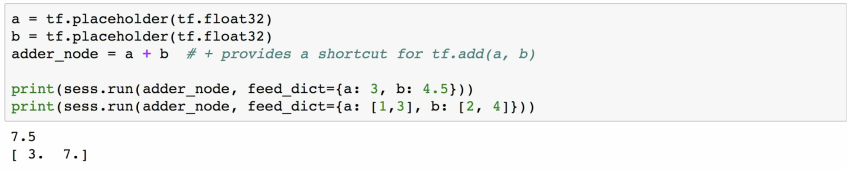 a = tf.placeholder(tf.float32)
b = tf.placeholder(tf.float32)
adder_node = a + b  # + provides a shortcut for tf.add(a, b)
print(sess.run(adder_node, feed_dict={a: 3, b: 4.5}))
print(sess.run(adder_node, feed_dict={a: [1,3], b: [2, 4]}))
7.5
[ 3.  7.]